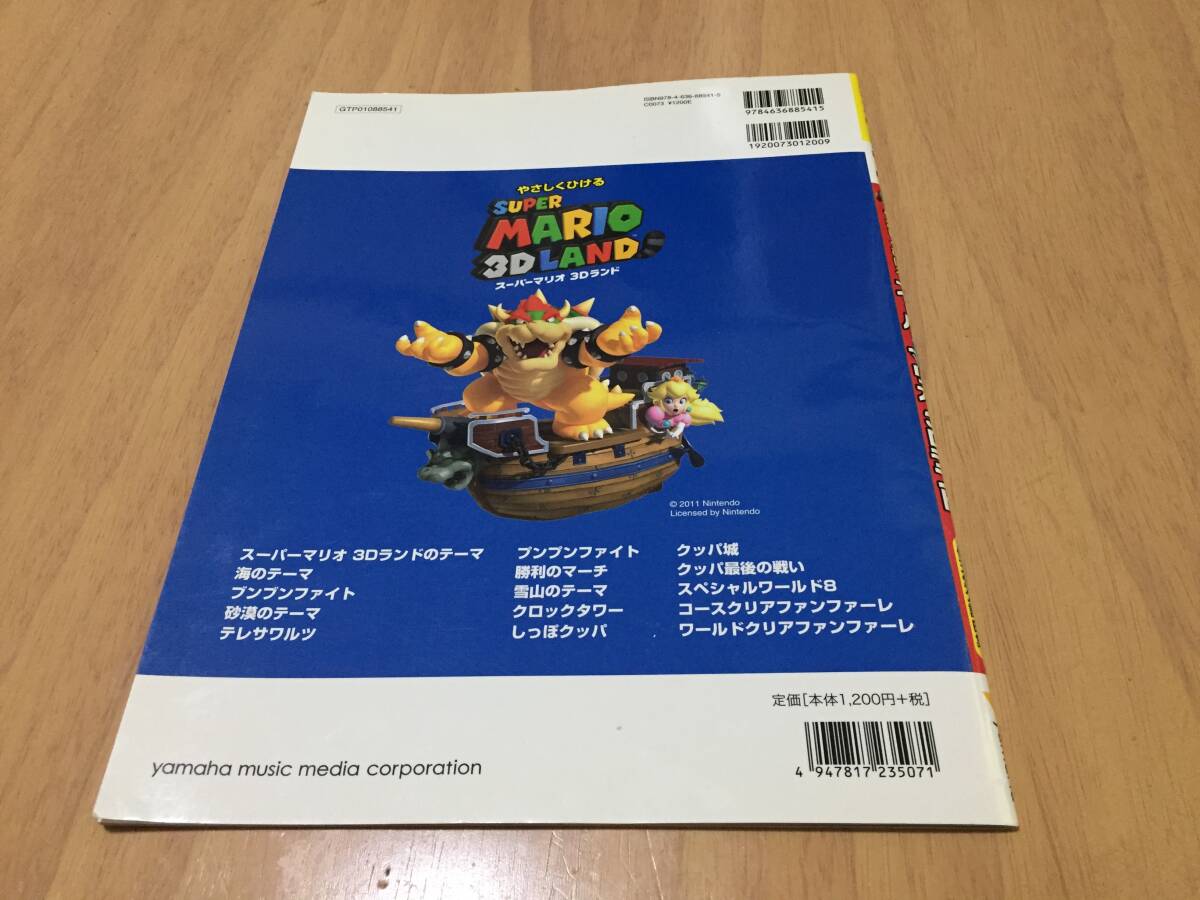 GTP01088541
ISBN978-4-636-88541-5
C0073 ¥1200E
9784636885415
1920073012009
やさしくひける
SUPER
MARIO
3D LAND™
スーパーマリオ 3Dランド
© 2011 Nintendo
Licensed by Nintendo
スーパーマリオ 3Dランドのテーマ
海のテーマ
ブンブンファイト
砂漠のテーマ
テレサワルツ
プンプンファイト
勝利のマーチ
雪山のテーマ
クロックタワー
しっぽクッパ
クッパ城
クッパ最後の戦い
スペシャルワールド8
コースクリアファンファーレ
ワールドクリアファンファーレ
定価[本体1,200円+税]
4 947817 235071
yamaha music media corporation